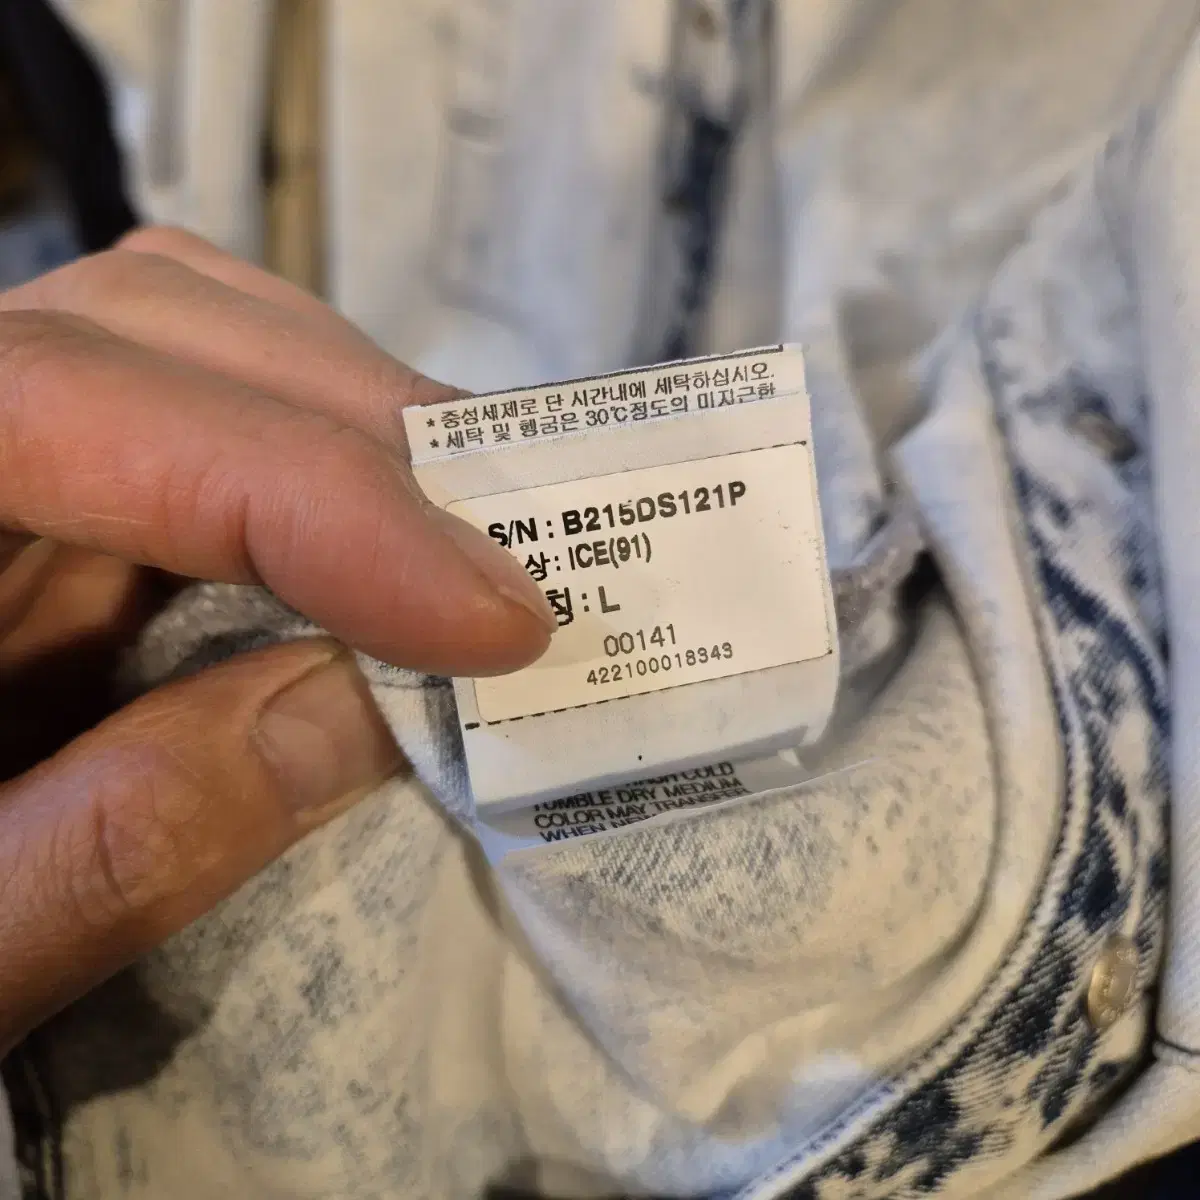 * 중성세제로 단 시간내에 세탁하십시오.
* 세탁 및 헹굼은 30℃정도의 미지근한
S/N : B215DS121P
상 : ICE(91)
칭 : L
00141
422100018343
COLD
TUMBLE DRY MEDIUM
COLOR MAY TRANSFER
WHEN